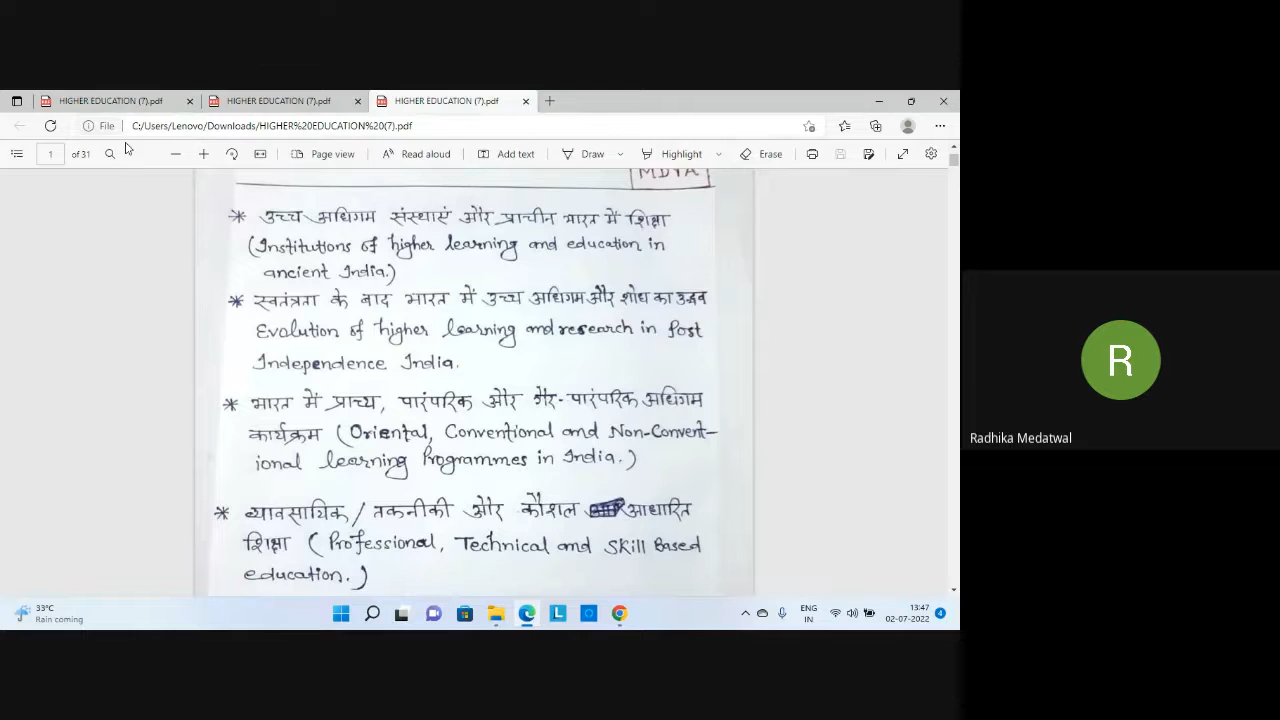 HIGHER EDUCATION (7).pdf
HIGHER EDUCATION (7).pdf
HIGHER EDUCATION (7).pdf
File
C:/Users/Lenovo/Downloads/HIGHER%20EDUCATION%20(7).pdf
1 of 31
Page view
Read aloud
Add text
Draw
Highlight
Erase
* उच्च अधिगम संस्थाएं और प्राचीन भारत में शिक्षा
(Institutions of higher learning and education in
ancient India.)
* स्वतंत्रता के बाद भारत में उच्च अधिगम और शोध का उद्भव
Evolution of higher learning and research in Post
Independence India.
* भारत में प्राच्य, पारंपरिक और गैर-पारंपरिक अधिगम
कार्यक्रम (Oriental, Conventional and Non-Convent-
ional learning Programmes in India.)
* व्यावसायिक / तकनीकी और कौशल आधारित
शिक्षा (Professional, Technical and Skill Based
education.)
33°C
Rain coming
ENG
IN
13:47
02-07-2022
4
R
Radhika Medatwal